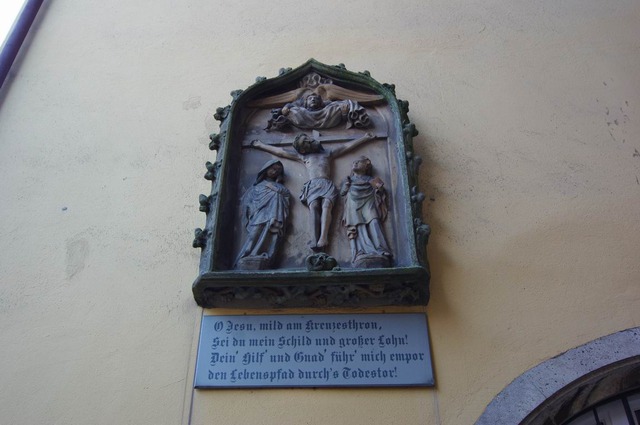 O Jesu, mild am Kreuzesthron,
Sei du mein Schild und großer Lohn!
Dein' Hilf' und Gnad' führ' mich empor
den Lebenspfad durch's Todestor!